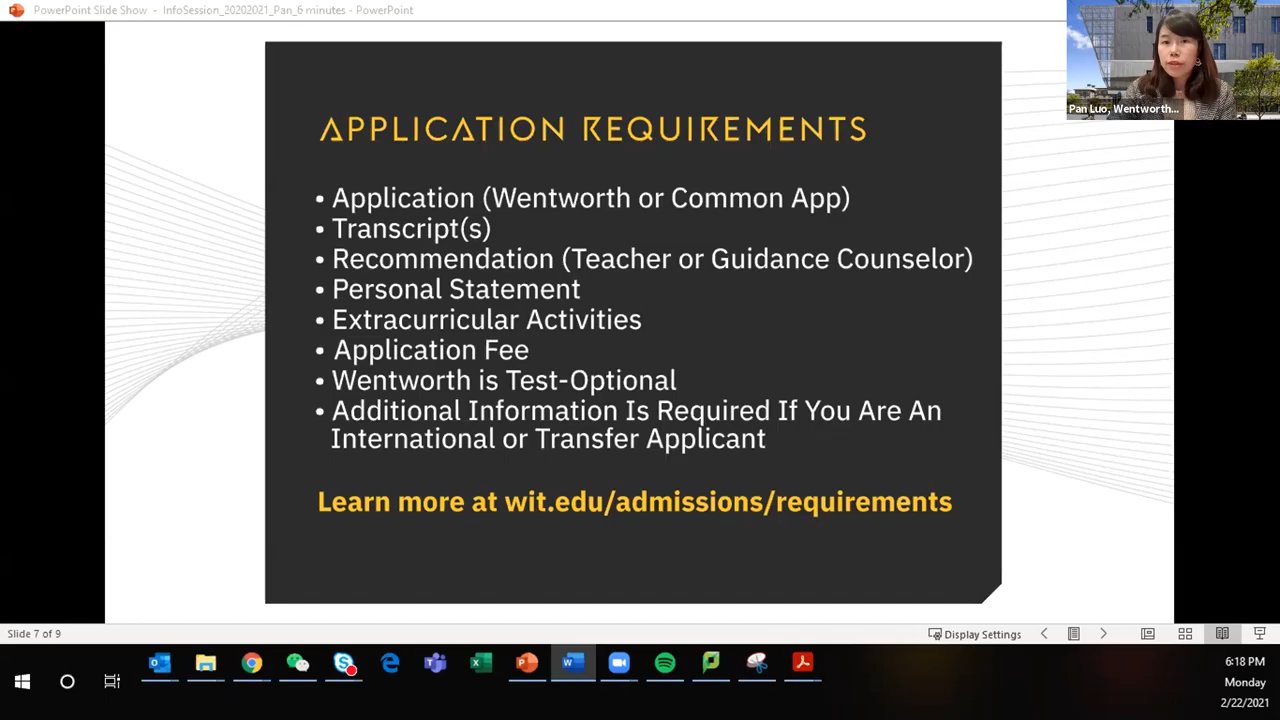 PowerPoint Slide Show - InfoSession_20202021_Pan_6 minutes - PowerPoint
Pan Luo, Wentworth...
APPLICATION REQUIREMENTS
• Application (Wentworth or Common App)
• Transcript(s)
• Recommendation (Teacher or Guidance Counselor)
• Personal Statement
• Extracurricular Activities
• Application Fee
• Wentworth is Test-Optional
• Additional Information Is Required If You Are An
International or Transfer Applicant
Learn more at wit.edu/admissions/requirements
Slide 7 of 9
Display Settings
6:18 PM
Monday
2/22/2021